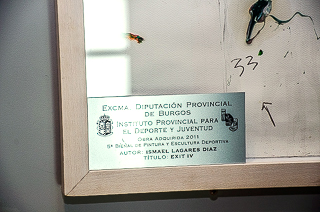 33
EXCMA. DIPUTACIÓN PROVINCIAL
DE BURGOS
INSTITUTO PROVINCIAL PARA
EL DEPORTE Y JUVENTUD
OBRA ADQUIRIDA 2011
5ª BIENAL DE PINTURA Y ESCULTURA DEPORTIVA
AUTOR: ISMAEL LAGARES DIAZ
TÍTULO: EXIT IV